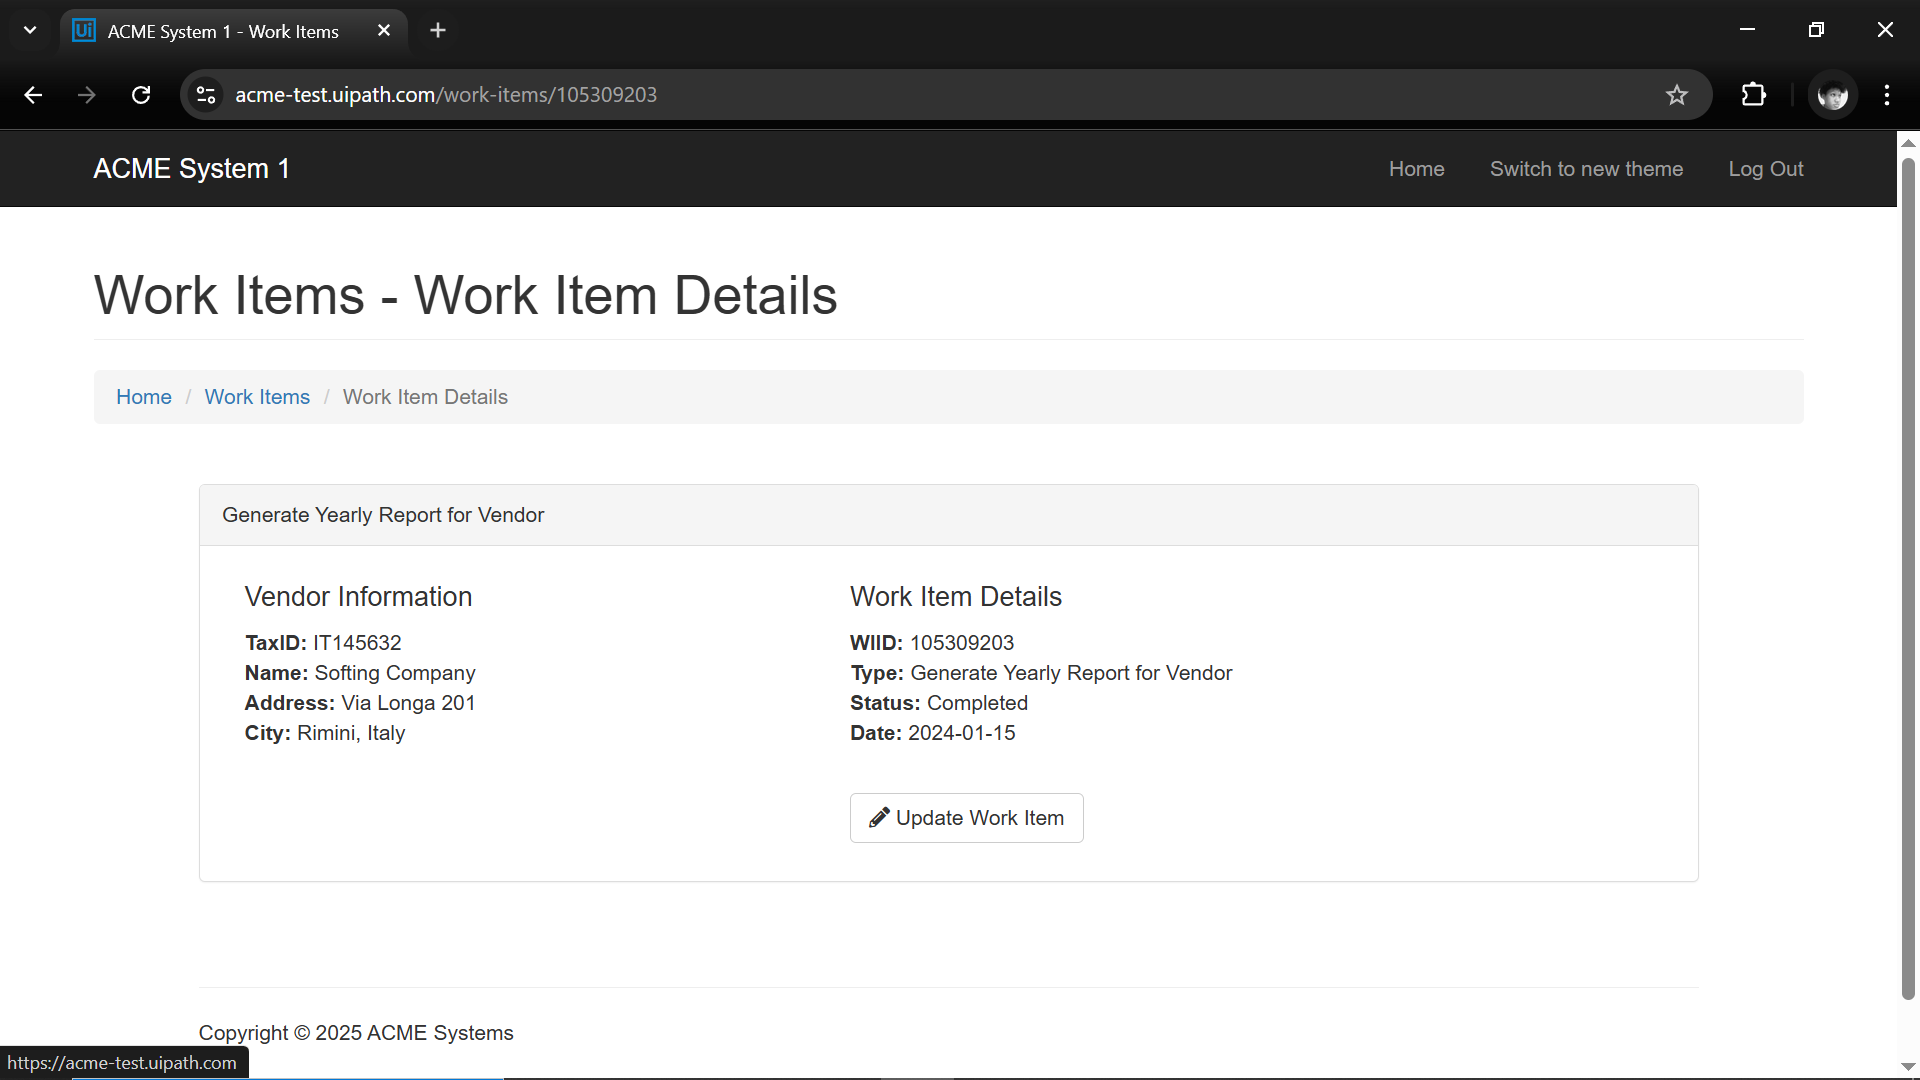 Ui ACME System 1 - Work Items
acme-test.uipath.com/work-items/105309203
ACME System 1
Home
Switch to new theme
Log Out
Work Items - Work Item Details
Home / Work Items / Work Item Details
Generate Yearly Report for Vendor
Vendor Information
TaxID: IT145632
Name: Softing Company
Address: Via Longa 201
City: Rimini, Italy
Work Item Details
WIID: 105309203
Type: Generate Yearly Report for Vendor
Status: Completed
Date: 2024-01-15
Update Work Item
Copyright © 2025 ACME Systems
https://acme-test.uipath.com